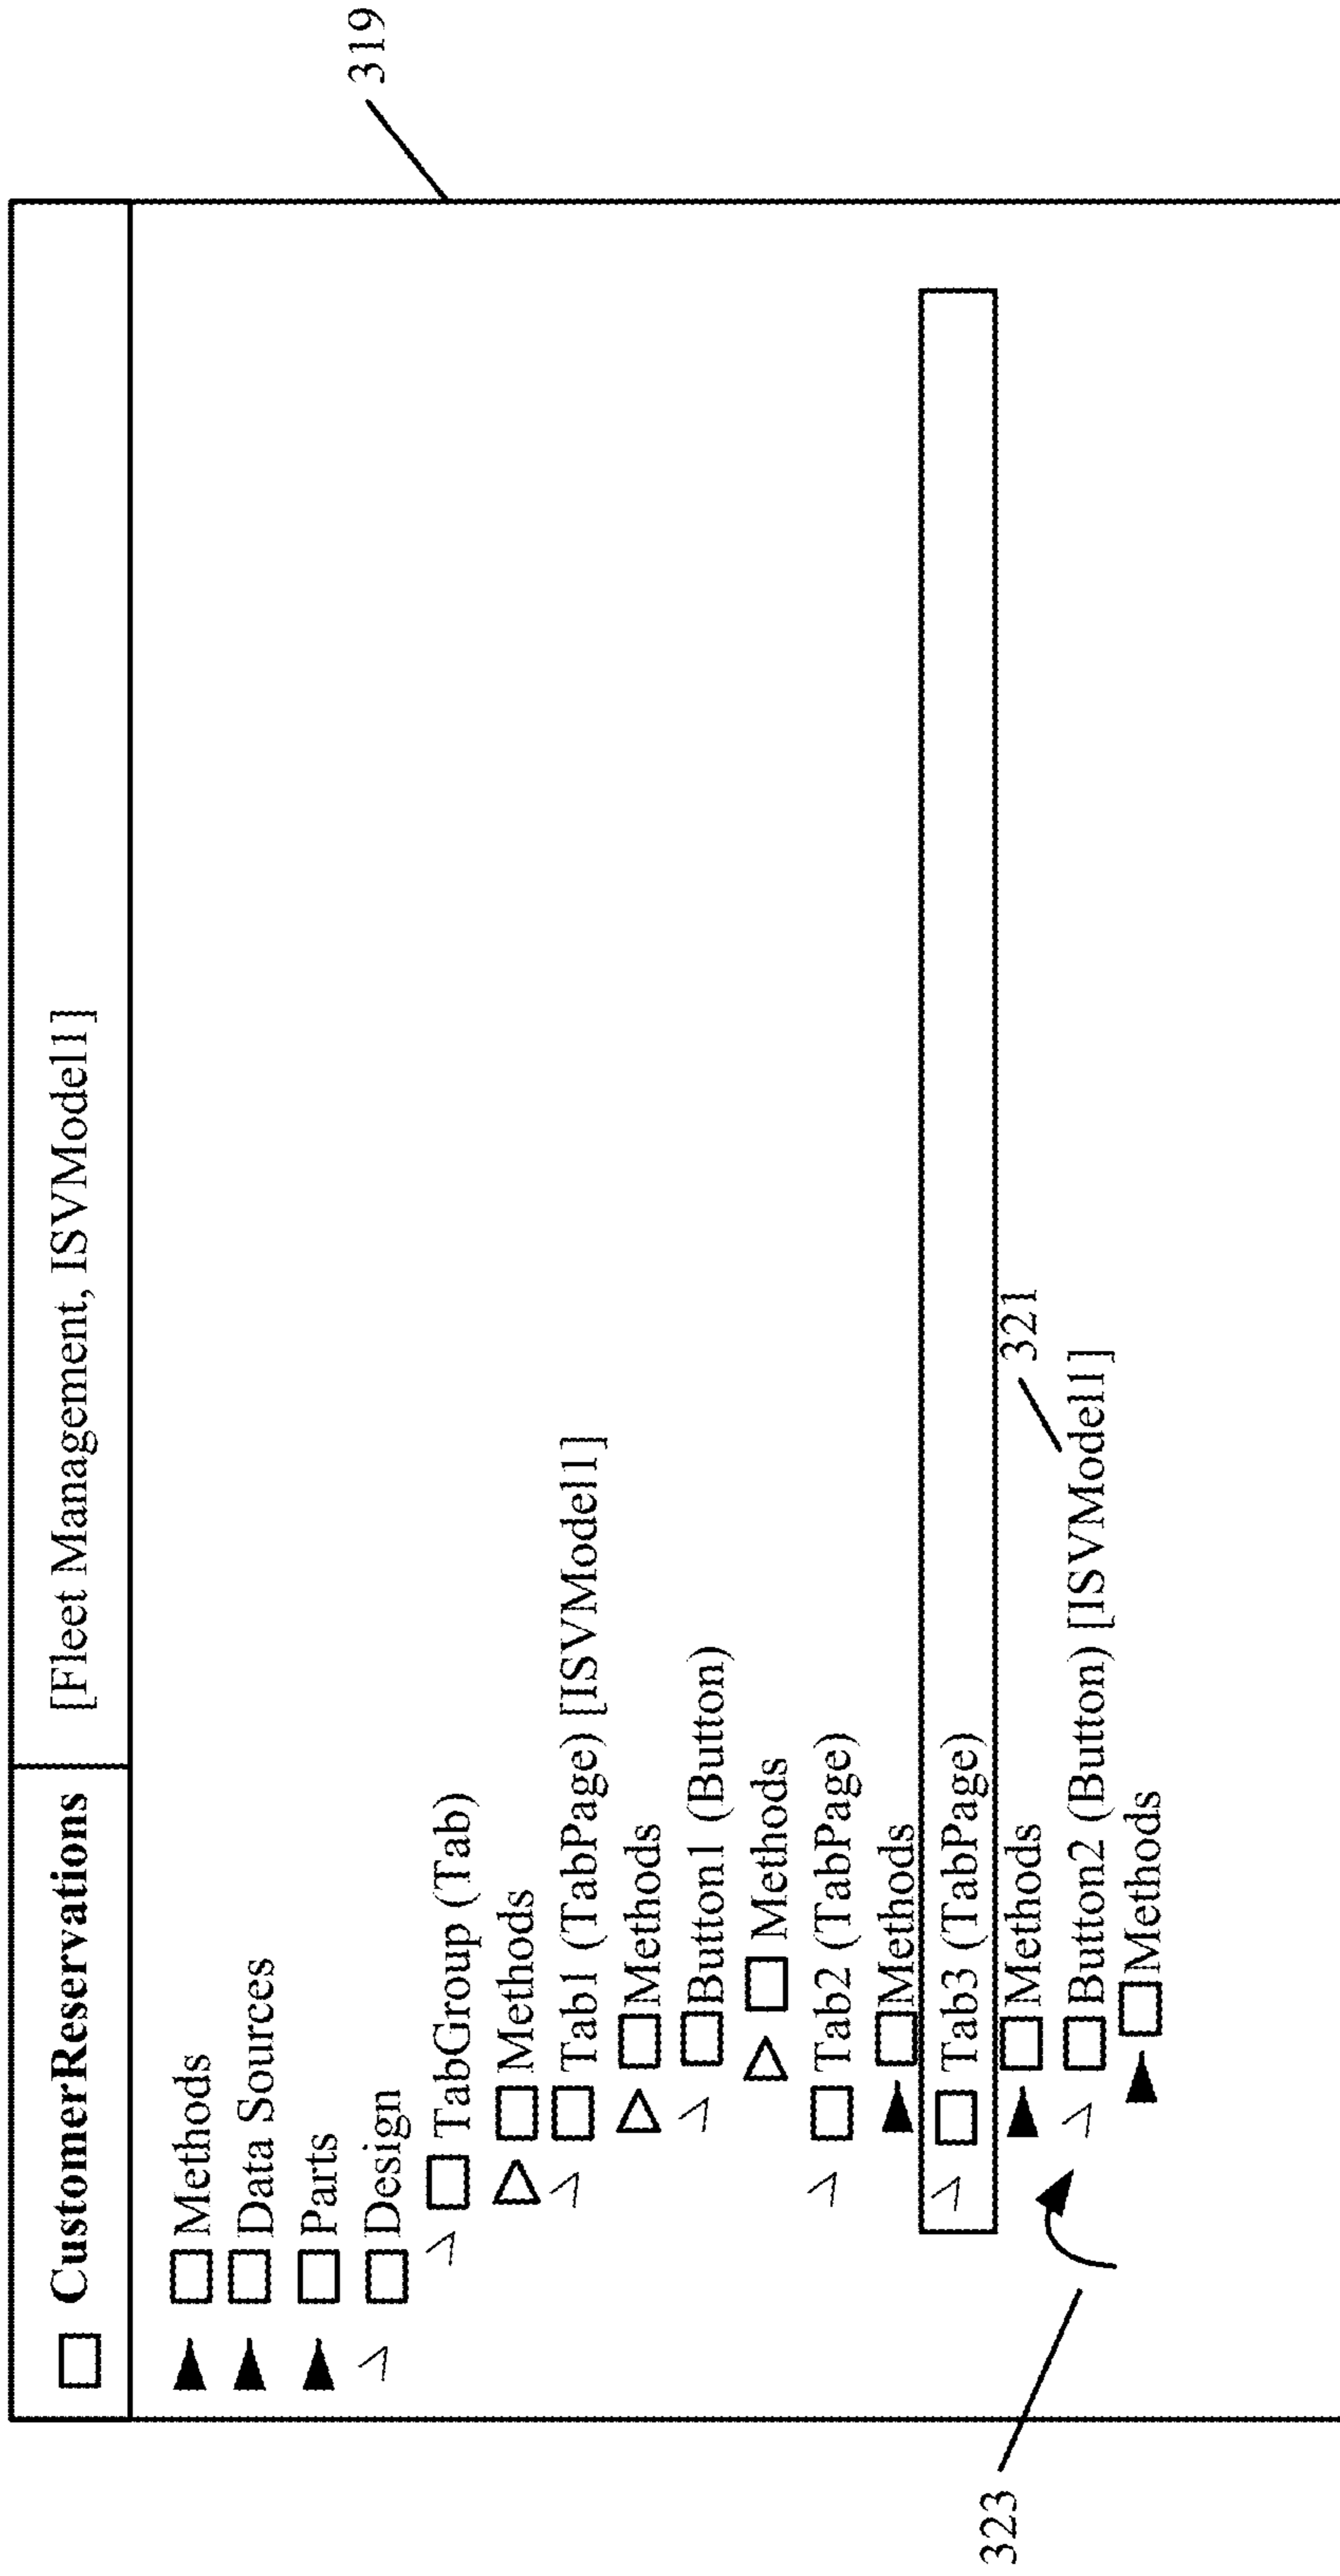 319
CustomerReservations [Fleet Management, ISVModel1]
Methods
Data Sources
Parts
Design
TabGroup (Tab)
Methods
Tab1 (TabPage) [ISVModel1]
Methods
Button1 (Button)
Methods
Tab2 (TabPage)
Methods
Tab3 (TabPage)
Methods
321
Button2 (Button) [ISVModel1]
Methods
323